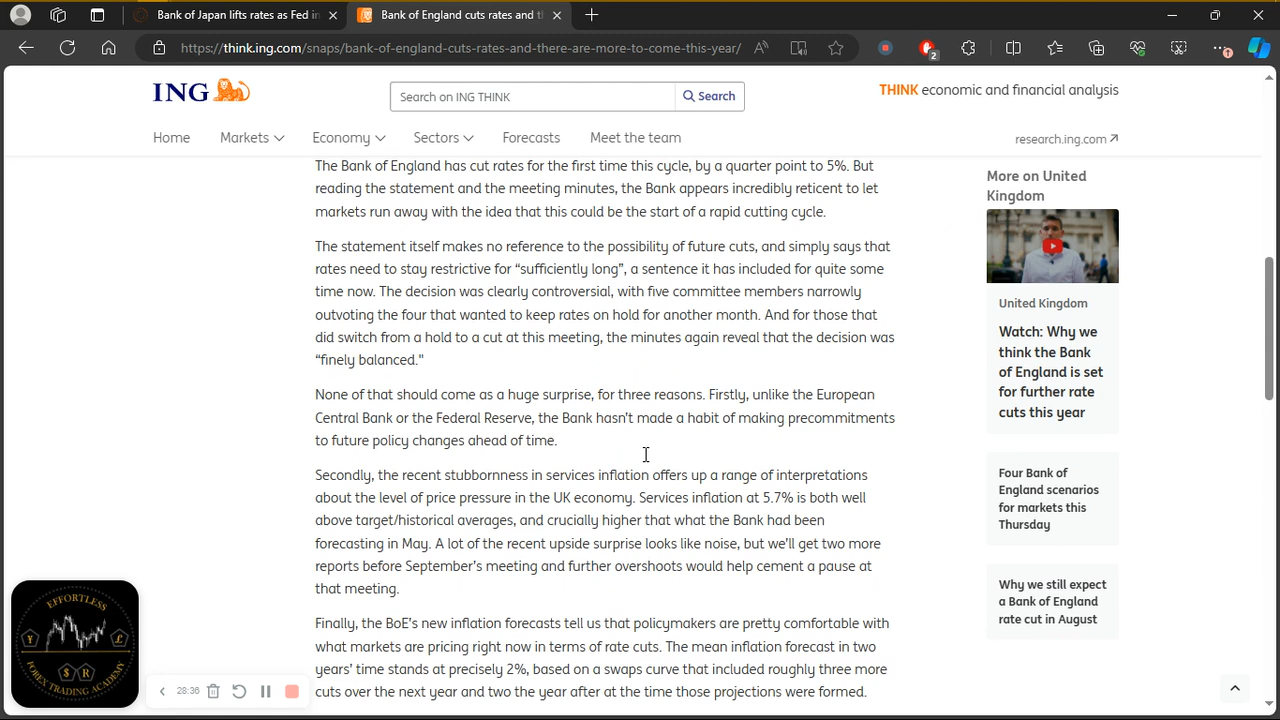 Bank of Japan lifts rates as Fed in
Bank of England cuts rates and t
https://think.ing.com/snaps/bank-of-england-cuts-rates-and-there-are-more-to-come-this-year/
2
ING
Search on ING THINK
Search
THINK economic and financial analysis
Home
Markets
Economy
Sectors
Forecasts
Meet the team
research.ing.com
The Bank of England has cut rates for the first time this cycle, by a quarter point to 5%. But
reading the statement and the meeting minutes, the Bank appears incredibly reticent to let
markets run away with the idea that this could be the start of a rapid cutting cycle.
The statement itself makes no reference to the possibility of future cuts, and simply says that
rates need to stay restrictive for “sufficiently long”, a sentence it has included for quite some
time now. The decision was clearly controversial, with five committee members narrowly
outvoting the four that wanted to keep rates on hold for another month. And for those that
did switch from a hold to a cut at this meeting, the minutes again reveal that the decision was
“finely balanced."
None of that should come as a huge surprise, for three reasons. Firstly, unlike the European
Central Bank or the Federal Reserve, the Bank hasn’t made a habit of making precommitments
to future policy changes ahead of time.
Secondly, the recent stubbornness in services inflation offers up a range of interpretations
about the level of price pressure in the UK economy. Services inflation at 5.7% is both well
above target/historical averages, and crucially higher that what the Bank had been
forecasting in May. A lot of the recent upside surprise looks like noise, but we’ll get two more
reports before September’s meeting and further overshoots would help cement a pause at
that meeting.
Finally, the BoE’s new inflation forecasts tell us that policymakers are pretty comfortable with
what markets are pricing right now in terms of rate cuts. The mean inflation forecast in two
years’ time stands at precisely 2%, based on a swaps curve that included roughly three more
cuts over the next year and two the year after at the time those projections were formed.
More on United
Kingdom
United Kingdom
Watch: Why we
think the Bank
of England is set
for further rate
cuts this year
Four Bank of
England scenarios
for markets this
Thursday
Why we still expect
a Bank of England
rate cut in August
EFFORTLESS
¥
£
$
R
FOREX TRADING ACADEMY
28:36